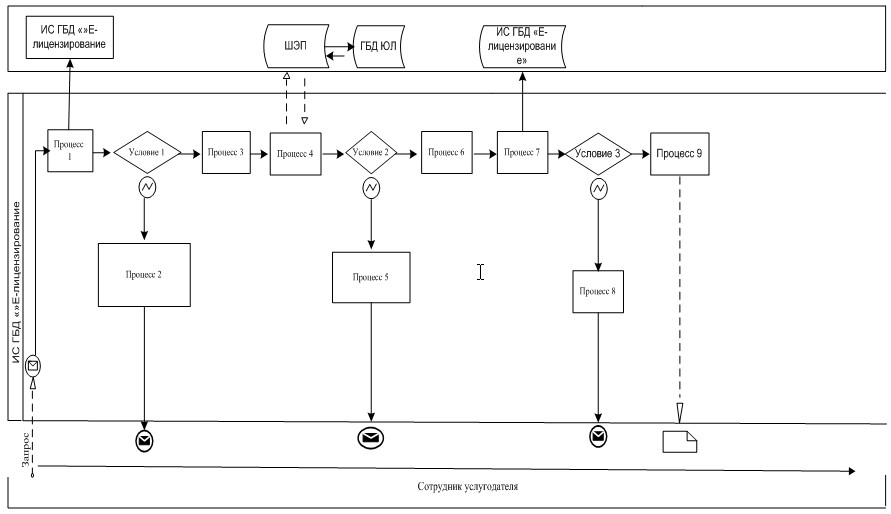 ИС ГБД «»Е-
лицензирование
ШЭП
ГБД ЮЛ
ИС ГБД «Е-
лицензировани
е»
ИС ГБД «»Е-лицензирование
Процесс
1
Условие 1
Процесс 3
Процесс 4
Условие 2
Процесс 6
Процесс 7
Условие 3
Процесс 9
Процесс 2
Процесс 5
Процесс 8
Запрос
Сотрудник услугодателя